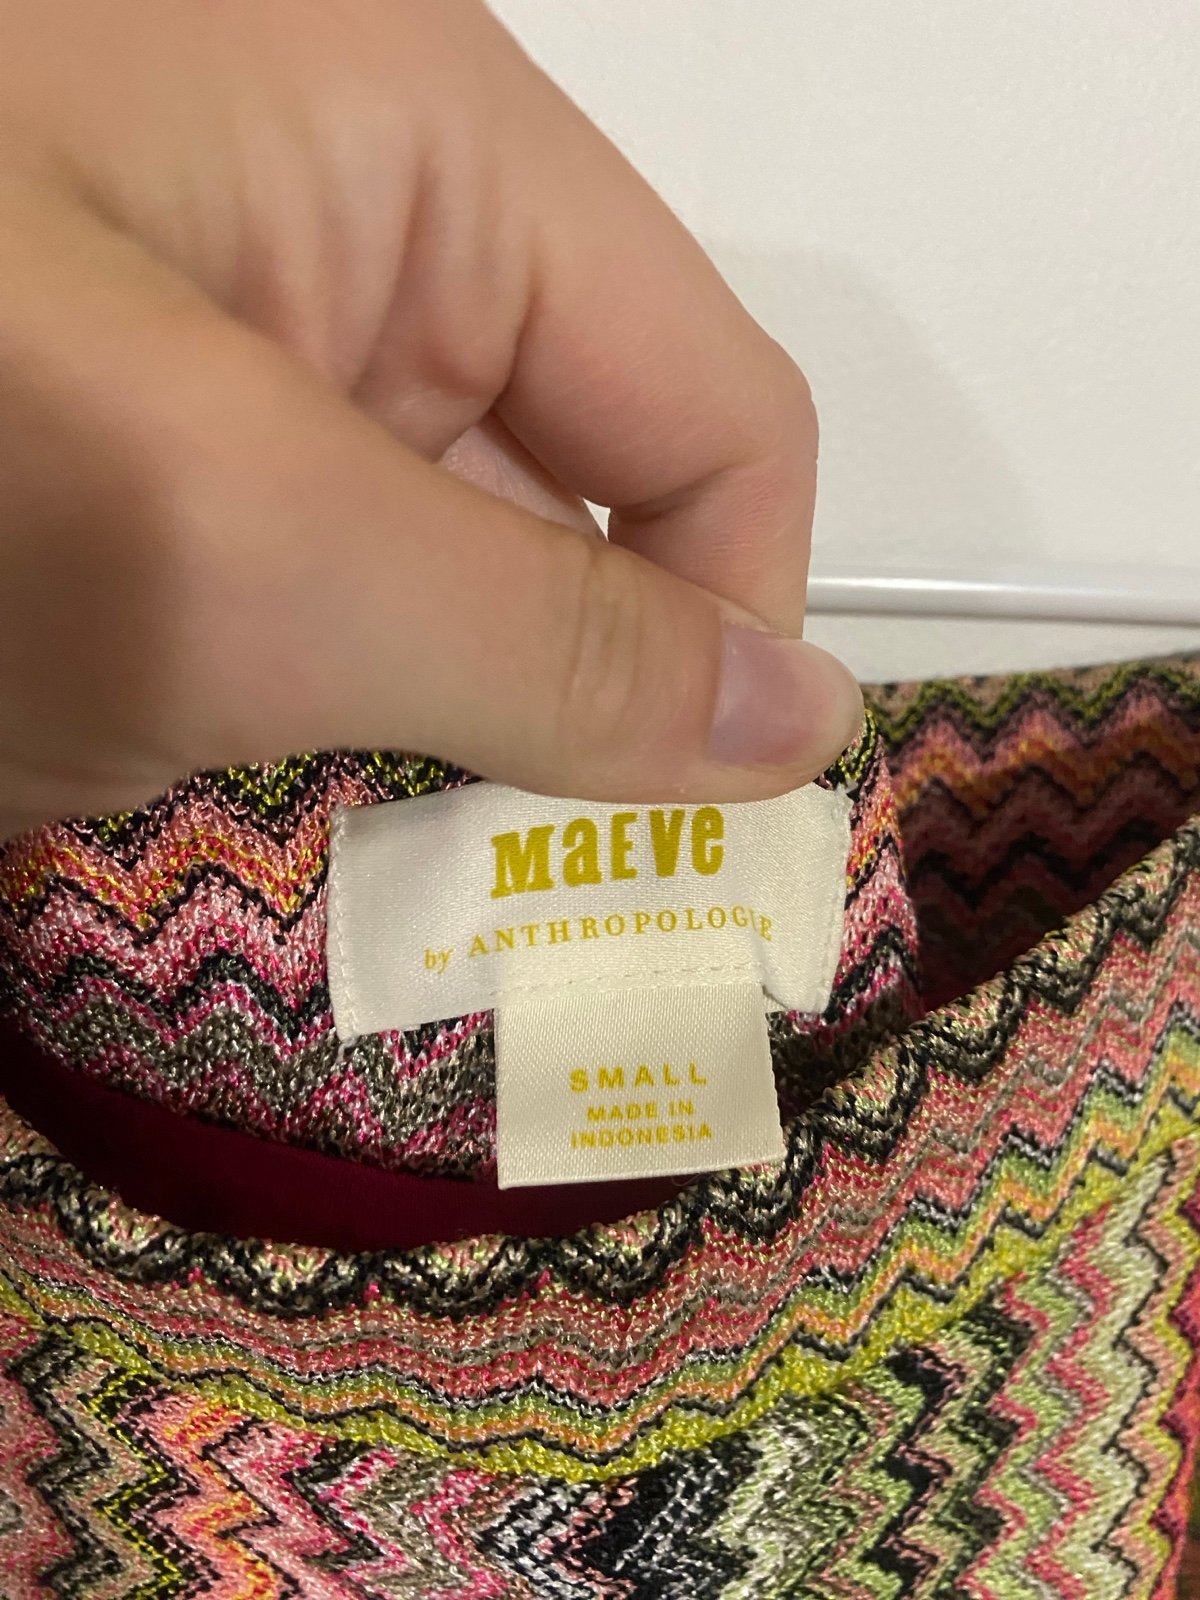 MaEVe
by ANTHROPOLOGIE
SMALL
MADE IN
INDONESIA